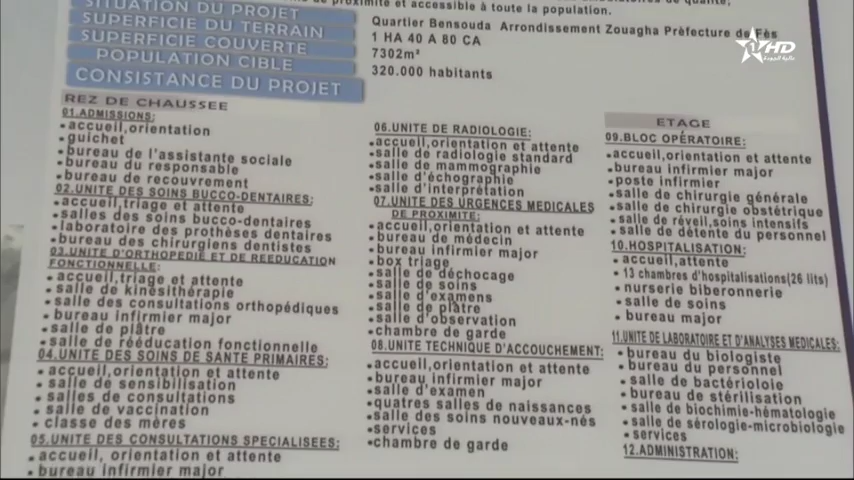 de proximité et accessible à toute la population.
SITUATION DU PROJET
Quartier Bensouda Arrondissement Zouagha Préfecture de Fès
SUPERFICIE DU TERRAIN
1 HA 40 A 80 CA
SUPERFICIE COUVERTE
7302m²
POPULATION CIBLE
320.000 habitants
CONSISTANCE DU PROJET
HD
عالية الجودة
REZ DE CHAUSSEE
01.ADMISSIONS:
•accueil,orientation
•guichet
•bureau de l'assistante sociale
•bureau du responsable
•bureau de recouvrement
02.UNITE DES SOINS BUCCO-DENTAIRES:
•accueil,triage et attente
•salles des soins bucco-dentaires
•laboratoire des prothèses dentaires
•bureau des chirurgiens dentistes
03.UNITE D'ORTHOPEDIE ET DE REEDUCATION
FONCTIONNELLE:
•accueil,triage et attente
•salle de kinésithérapie
•salle des consultations orthopédiques
•bureau infirmier major
•salle de plâtre
•salle de rééducation fonctionnelle
04.UNITE DES SOINS DE SANTE PRIMAIRES:
•accueil,orientation et attente
•salle de sensibilisation
•salles de consultations
•salle de vaccination
•classe des mères
05.UNITE DES CONSULTATIONS SPECIALISEES:
•accueil, orientation et attente
•bureau infirmier major
06.UNITE DE RADIOLOGIE:
•accueil,orientation et attente
•salle de radiologie standard
•salle de mammographie
•salle d'échographie
•salle d'interprétation
07.UNITE DES URGENCES MEDICALES
DE PROXIMITE:
•accueil,orientation et attente
•bureau de médecin
•bureau infirmier major
•box triage
•salle de déchocage
•salle de soins
•salle d'examens
•salle de plâtre
•salle d'observation
•chambre de garde
08.UNITE TECHNIQUE D'ACCOUCHEMENT:
•accueil,orientation et attente
•bureau infirmier major
•salle d'examen
•quatres salles de naissances
•salle des soins nouveaux-nés
•services
•chambre de garde
ETAGE
09.BLOC OPÉRATOIRE:
•accueil,orientation et attente
•bureau infirmier major
•poste infirmier
•salle de chirurgie générale
•salle de chirurgie obstétrique
•salle de réveil,soins intensifs
•salle de détente du personnel
10.HOSPITALISATION:
•accueil,attente
•13 chambres d'hospitalisations(26 lits)
•nurserie biberonnerie
•salle de soins
•bureau major
11.UNITE DE LABORATOIRE ET D'ANALYSES MEDICALES:
•bureau du biologiste
•bureau du personnel
•salle de bactérioloie
•bureau de stérilisation
•salle de biochimie-hématologie
•salle de sérologie-microbiologie
•services
12.ADMINISTRATION: